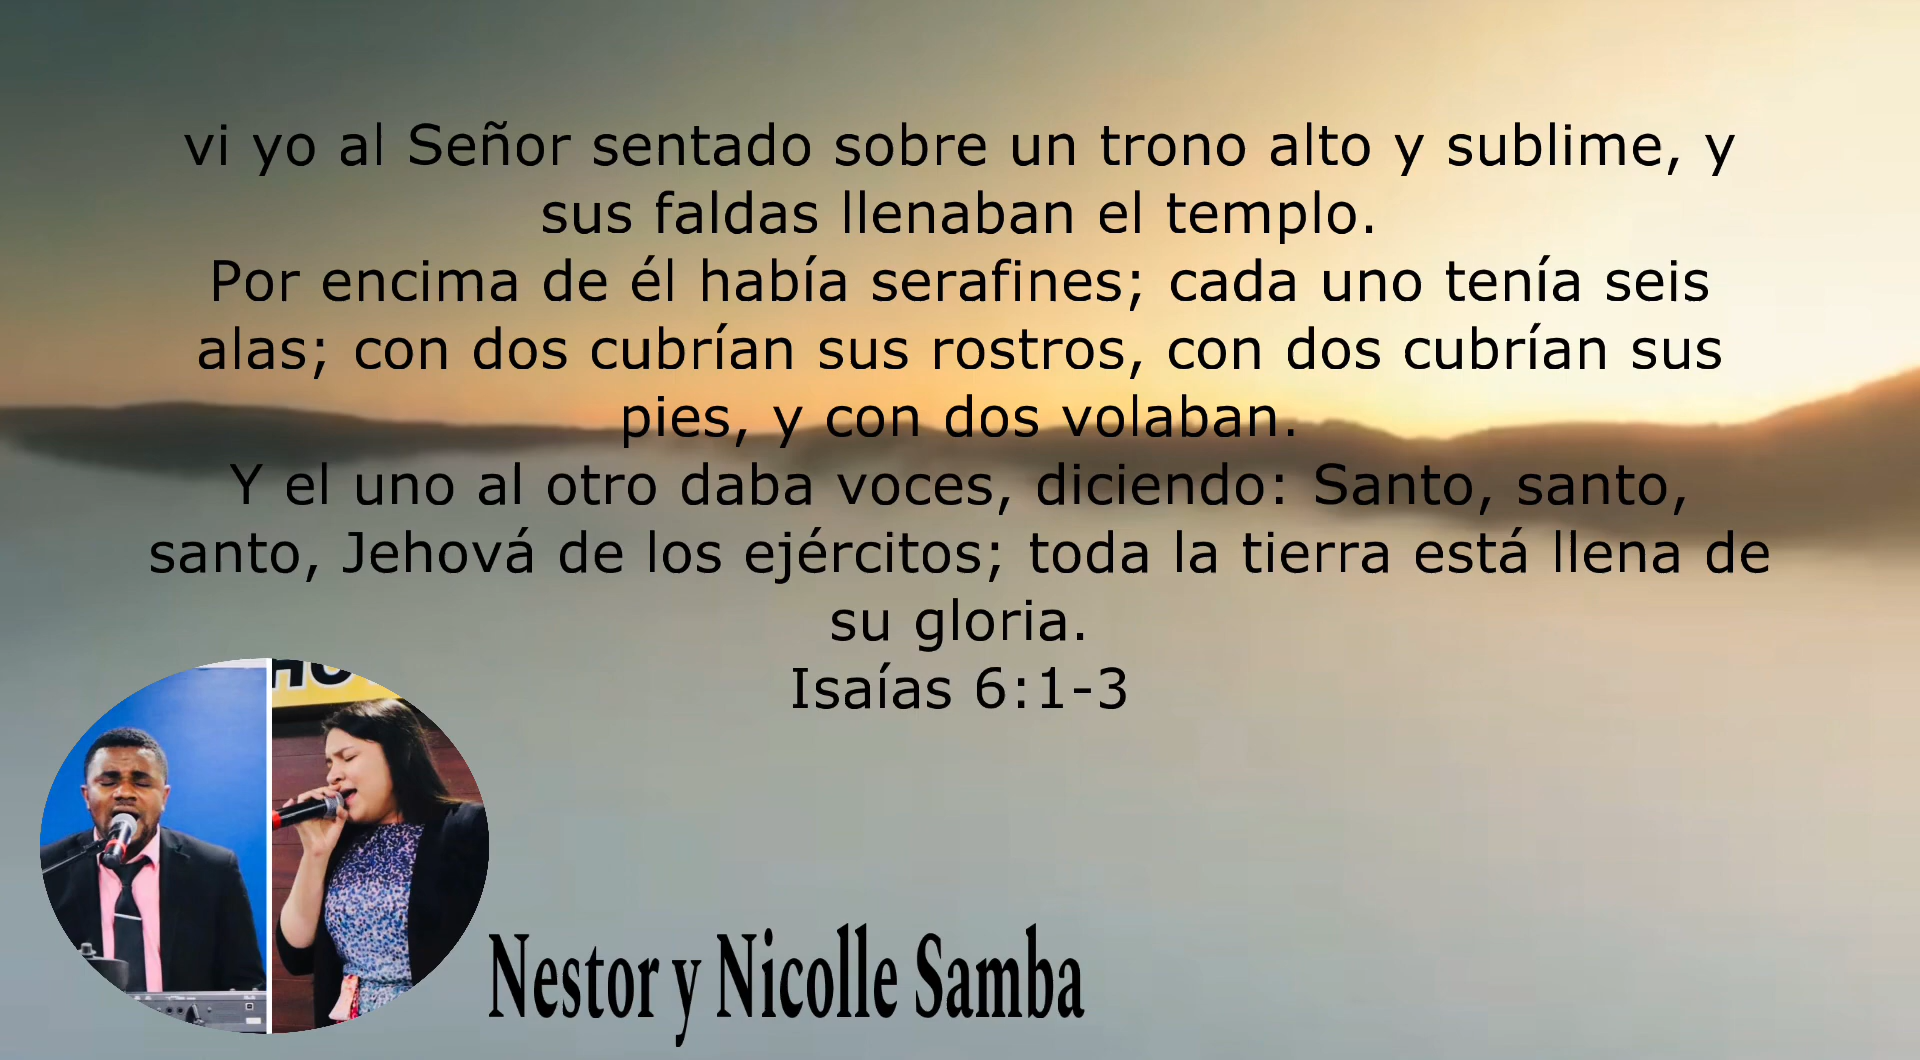 vi yo al Señor sentado sobre un trono alto y sublime, y
sus faldas llenaban el templo.
Por encima de él había serafines; cada uno tenía seis
alas; con dos cubrían sus rostros, con dos cubrían sus
pies, y con dos volaban.
Y el uno al otro daba voces, diciendo: Santo, santo,
santo, Jehová de los ejércitos; toda la tierra está llena de
su gloria.
Isaías 6:1-3
Nestor y Nicolle Samba